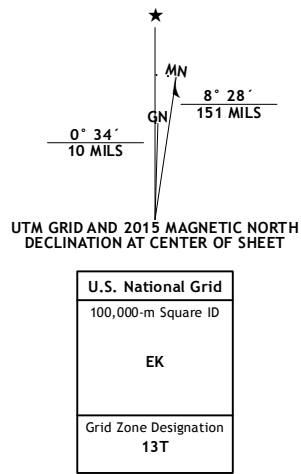 ★
MN
8° 28´
151 MILS
GN
0° 34´
10 MILS
UTM GRID AND 2015 MAGNETIC NORTH
DECLINATION AT CENTER OF SHEET
U.S. National Grid
100,000-m Square ID
EK
Grid Zone Designation
13T